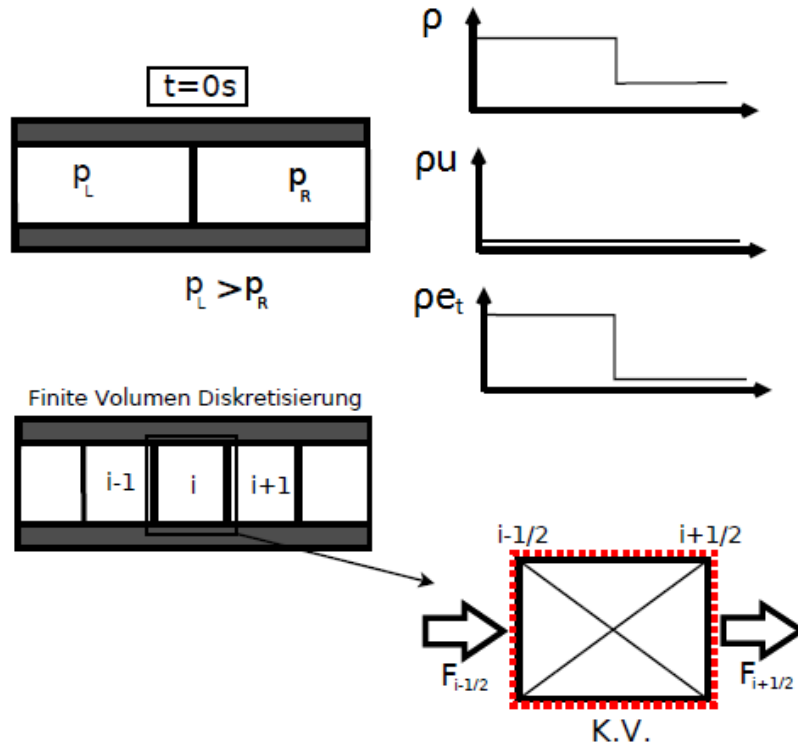 t=0s
p_L
p_R
p_L >p_R
ρ
ρu
ρe_t
Finite Volumen Diskretisierung
i-1
i
i+1
i-1/2
i+1/2
F_i-1/2
F_i+1/2
K.V.